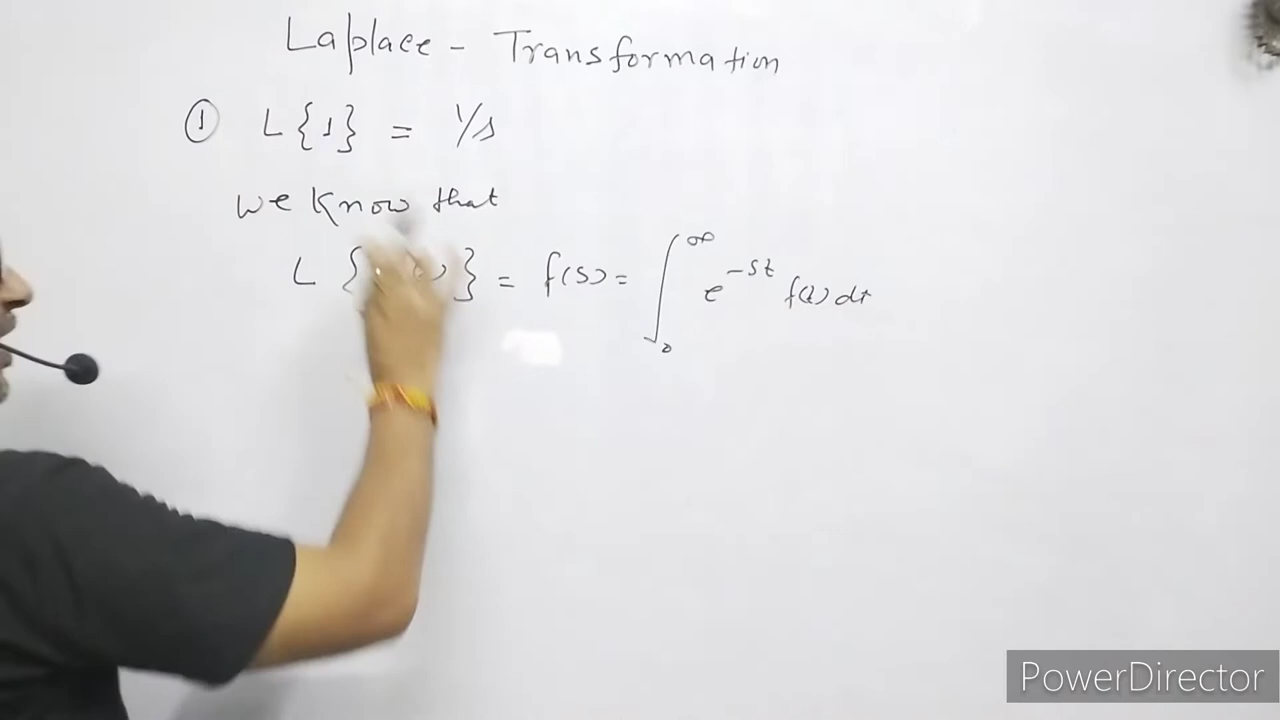 Laplace - Transformation
① L{1} = 1/s
we know that
L { } = f(s) = ∫₀^∞ e^{-st} f(t) dt
PowerDirector